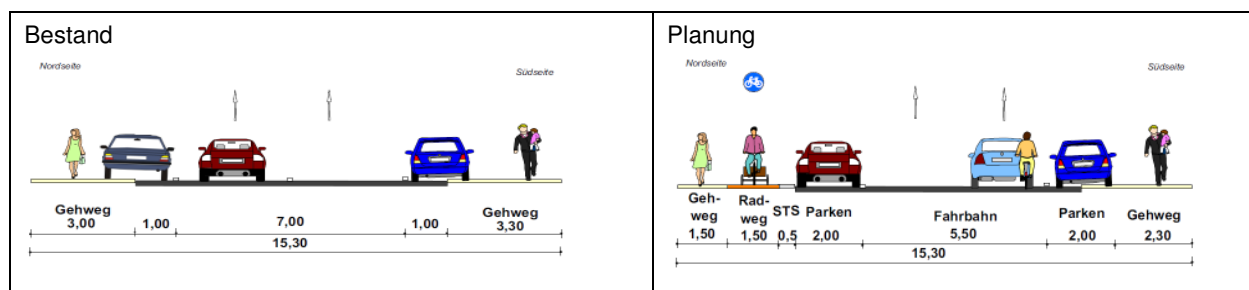 Bestand
Nordseite
Südseite
Gehweg
3,00
1,00
7,00
1,00
Gehweg
3,30
15,30
Planung
Nordseite
Südseite
Geh-
weg
1,50
Rad-
weg
1,50
STS
0,5
Parken
2,00
Fahrbahn
5,50
Parken
2,00
Gehweg
2,30
15,30